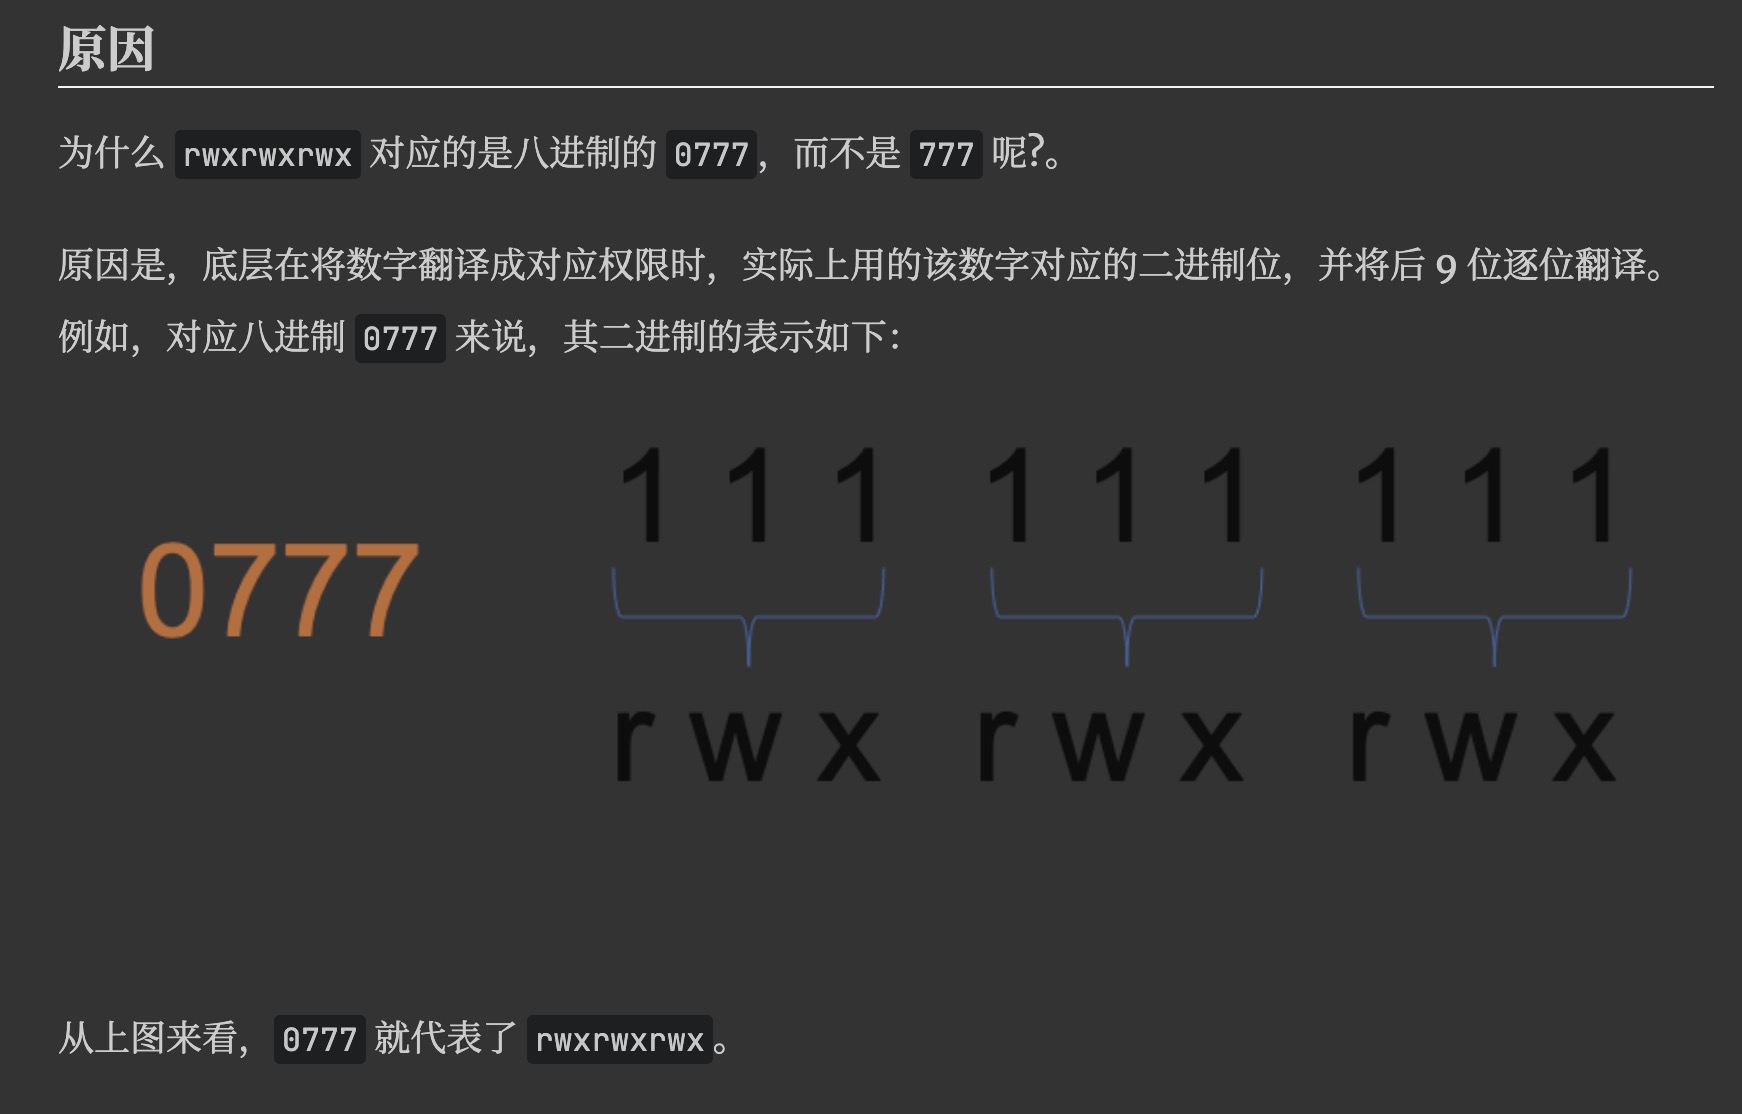 原因
为什么 rwxrwxrwx 对应的是八进制的 0777，而不是 777 呢?。
原因是，底层在将数字翻译成对应权限时，实际上用的该数字对应的二进制位，并将后 9 位逐位翻译。
例如，对应八进制 0777 来说，其二进制的表示如下：
1 1 1 1 1 1 1 1 1
0777
r w x r w x r w x
从上图来看，0777 就代表了 rwxrwxrwx。